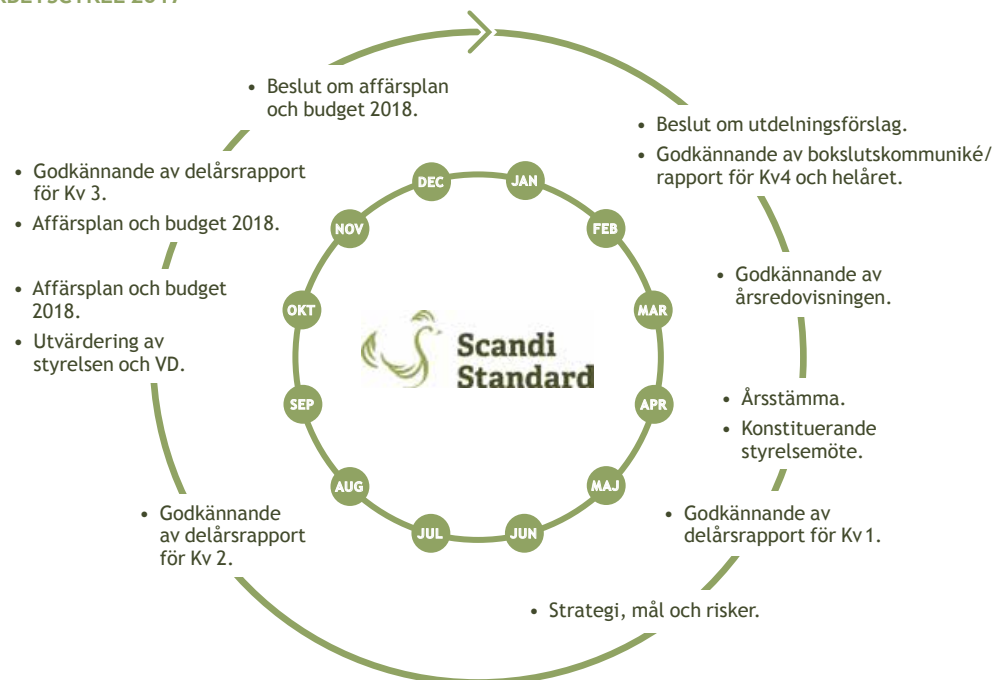 • Beslut om affärsplan
och budget 2018.
• Beslut om utdelningsförslag.
• Godkännande av bokslutskommuniké/
rapport för Kv4 och helåret.
• Godkännande av
årsredovisningen.
• Årsstämma.
• Konstituerande
styrelsemöte.
• Godkännande av
delårsrapport för Kv1.
• Strategi, mål och risker.
• Godkännande
av delårsrapport
för Kv 2.
• Affärsplan och budget
2018.
• Utvärdering av
styrelsen och VD.
• Godkännande av delårsrapport
för Kv 3.
• Affärsplan och budget 2018.
JAN
FEB
MAR
APR
MAJ
JUN
JUL
AUG
SEP
OKT
NOV
DEC
Scandi
Standard